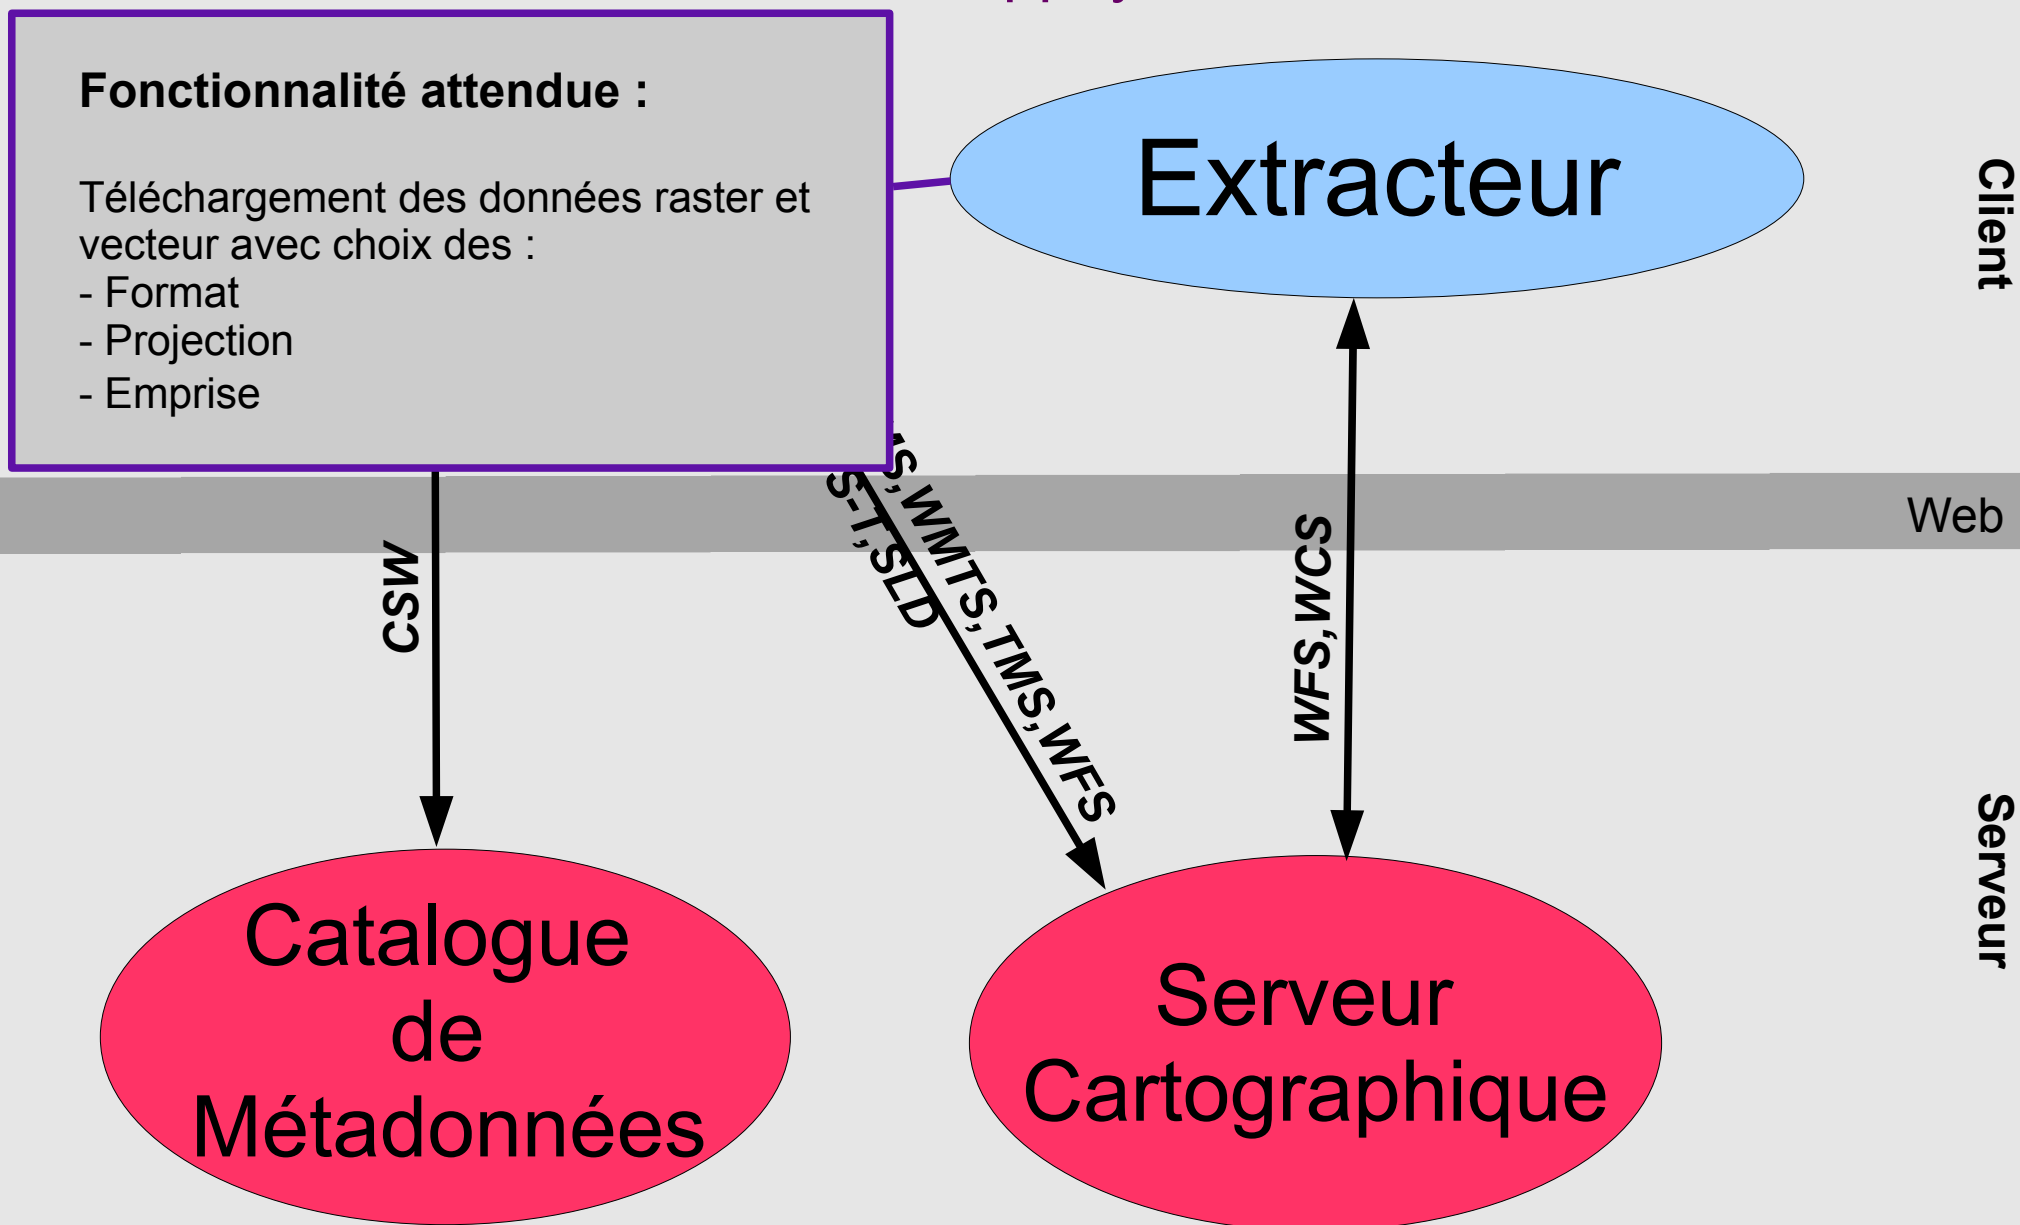 Fonctionnalité attendue :
Téléchargement des données raster et
vecteur avec choix des :
- Format
- Projection
- Emprise
Extracteur
Client
Web
CSW
S,WMTS,TMS,WFS
S-T,SLD
WFS,WCS
Serveur
Catalogue
de
Métadonnées
Serveur
Cartographique